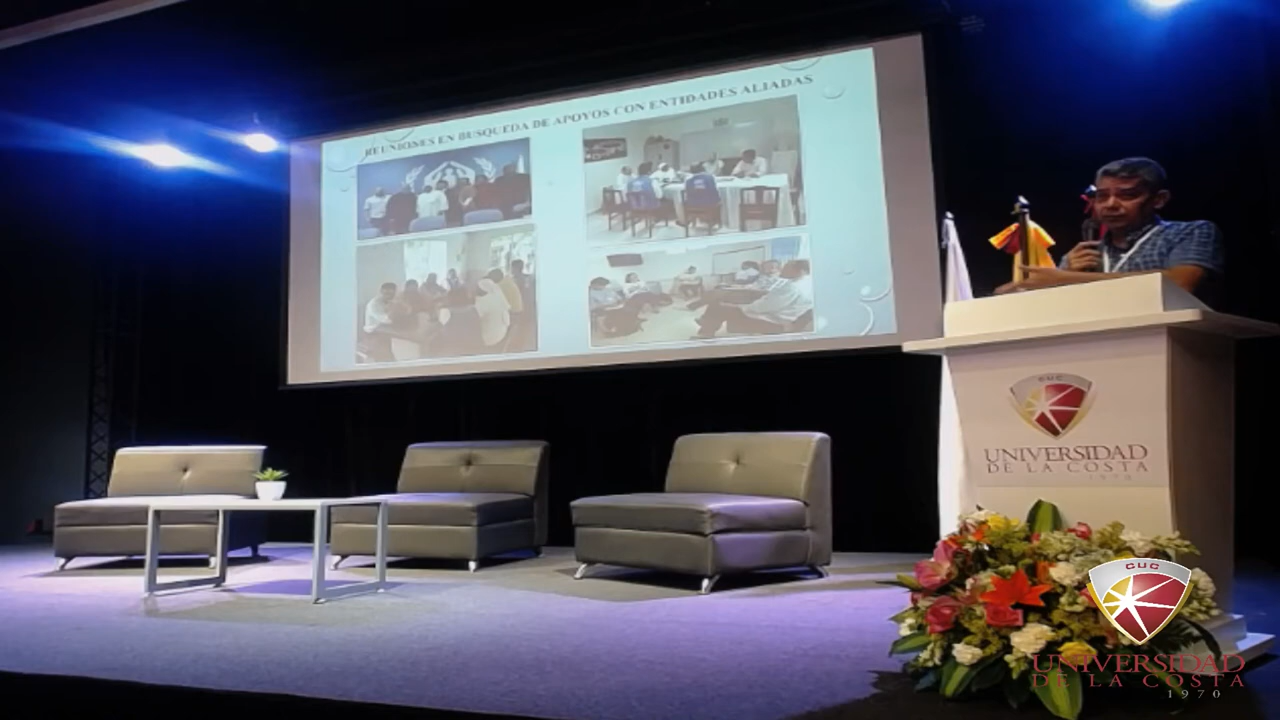 REUNIONES EN BUSQUEDA DE APOYOS CON ENTIDADES ALIADAS
CUC
UNIVERSIDAD
DE LA COSTA
1970
CUC
UNIVERSIDAD
DE LA COSTA
1970